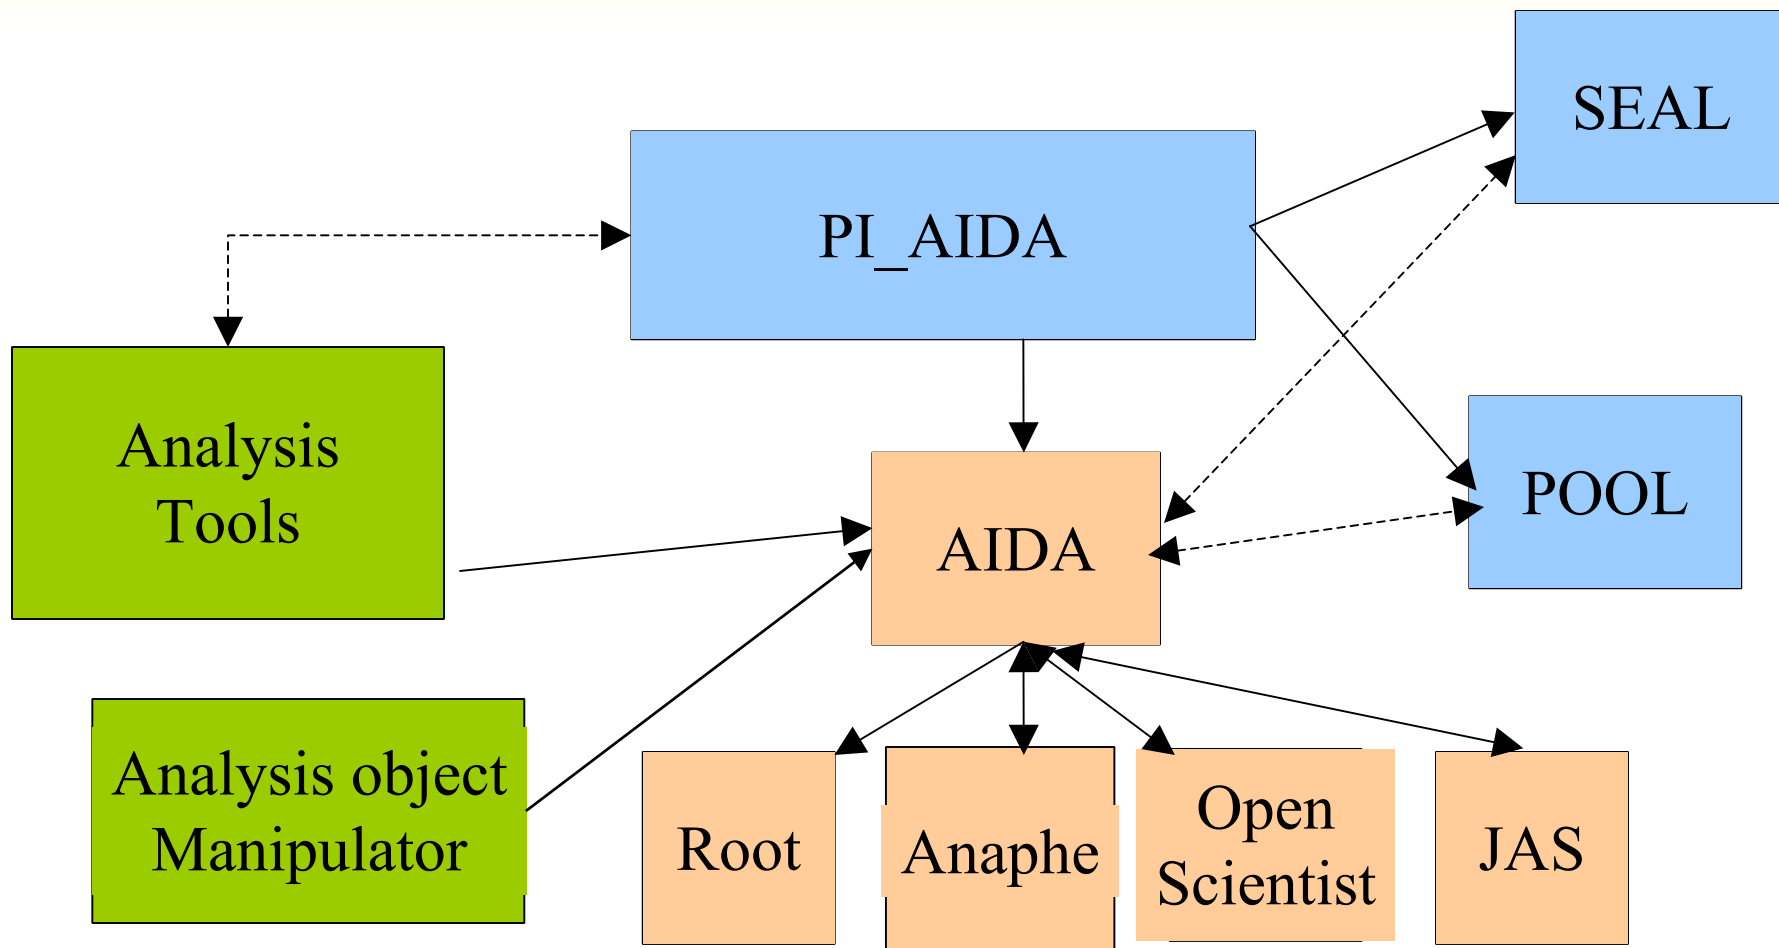 SEAL
PI_AIDA
Analysis
Tools
POOL
AIDA
Analysis object
Manipulator
Root
Anaphe
Open
Scientist
JAS